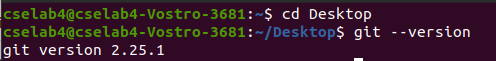 cselab4@cselab4-Vostro-3681:~$ cd Desktop
cselab4@cselab4-Vostro-3681:~/Desktop$ git --version
git version 2.25.1